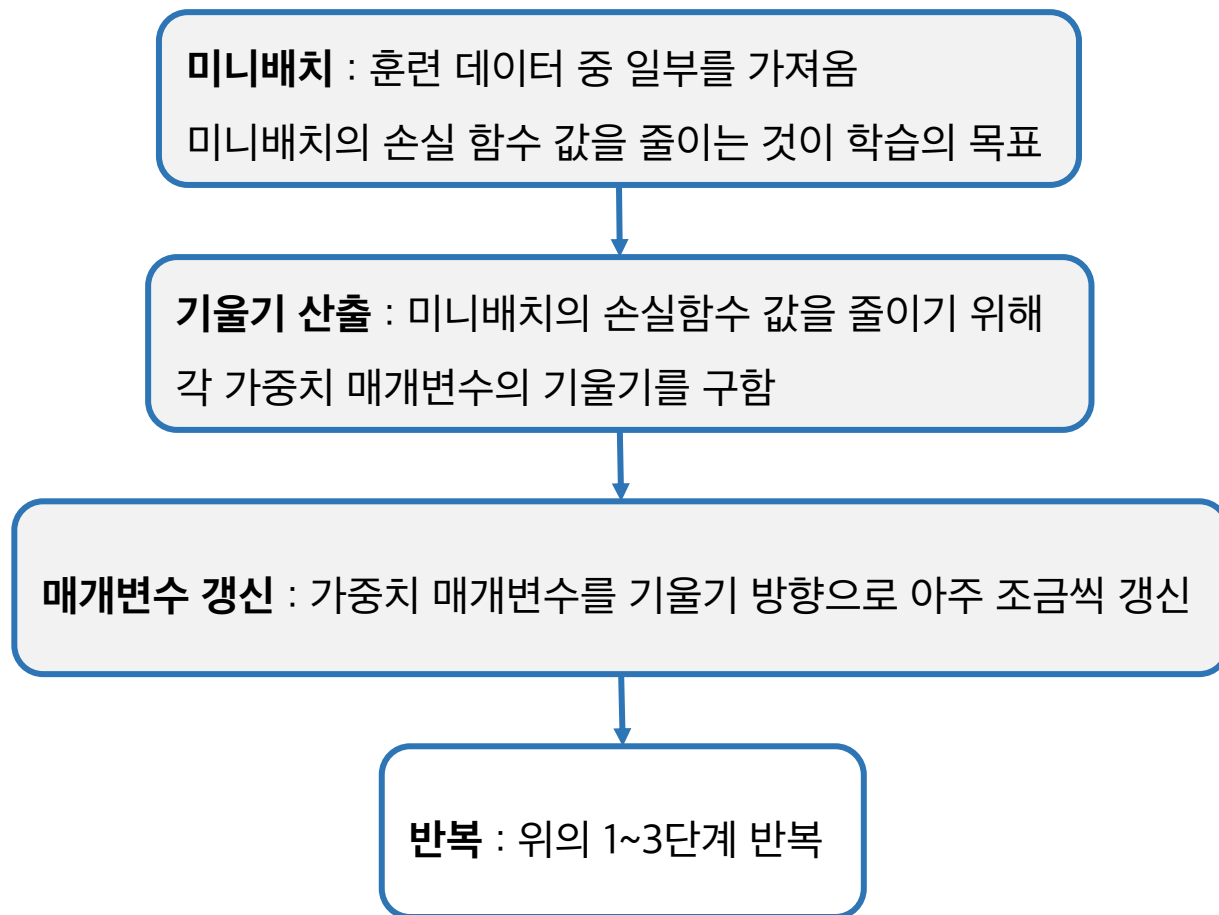 미니배치 : 훈련 데이터 중 일부를 가져옴
미니배치의 손실 함수 값을 줄이는 것이 학습의 목표
기울기 산출 : 미니배치의 손실함수 값을 줄이기 위해
각 가중치 매개변수의 기울기를 구함
매개변수 갱신 : 가중치 매개변수를 기울기 방향으로 아주 조금씩 갱신
반복 : 위의 1~3단계 반복